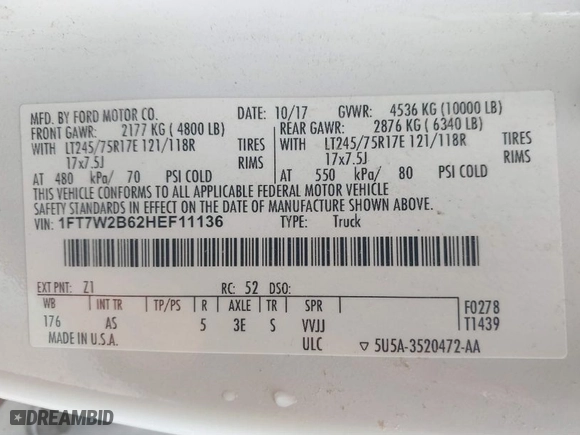 MFD. BY FORD MOTOR CO.
DATE: 10/17 GVWR: 4536 KG (10000 LB)
FRONT GAWR: 2177 KG ( 4800 LB) REAR GAWR: 2876 KG ( 6340 LB)
WITH LT245/75R17E 121/118R TIRES WITH LT245/75R17E 121/118R TIRES
17x7.5J RIMS 17x7.5J RIMS
AT 480 kPa/ 70 PSI COLD AT 550 kPa/ 80 PSI COLD
THIS VEHICLE CONFORMS TO ALL APPLICABLE FEDERAL MOTOR VEHICLE
SAFETY STANDARDS IN EFFECT ON THE DATE OF MANUFACTURE SHOWN ABOVE.
VIN: 1FT7W2B62HEF11136 TYPE: Truck
EXT PNT: Z1 RC: 52 DSO:
WB INT TR TP/PS R AXLE TR SPR F0278
176 AS 5 3E S VVJJ T1439
MADE IN U.S.A. ULC ▽ 5U5A-3520472-AA
DREAMBID